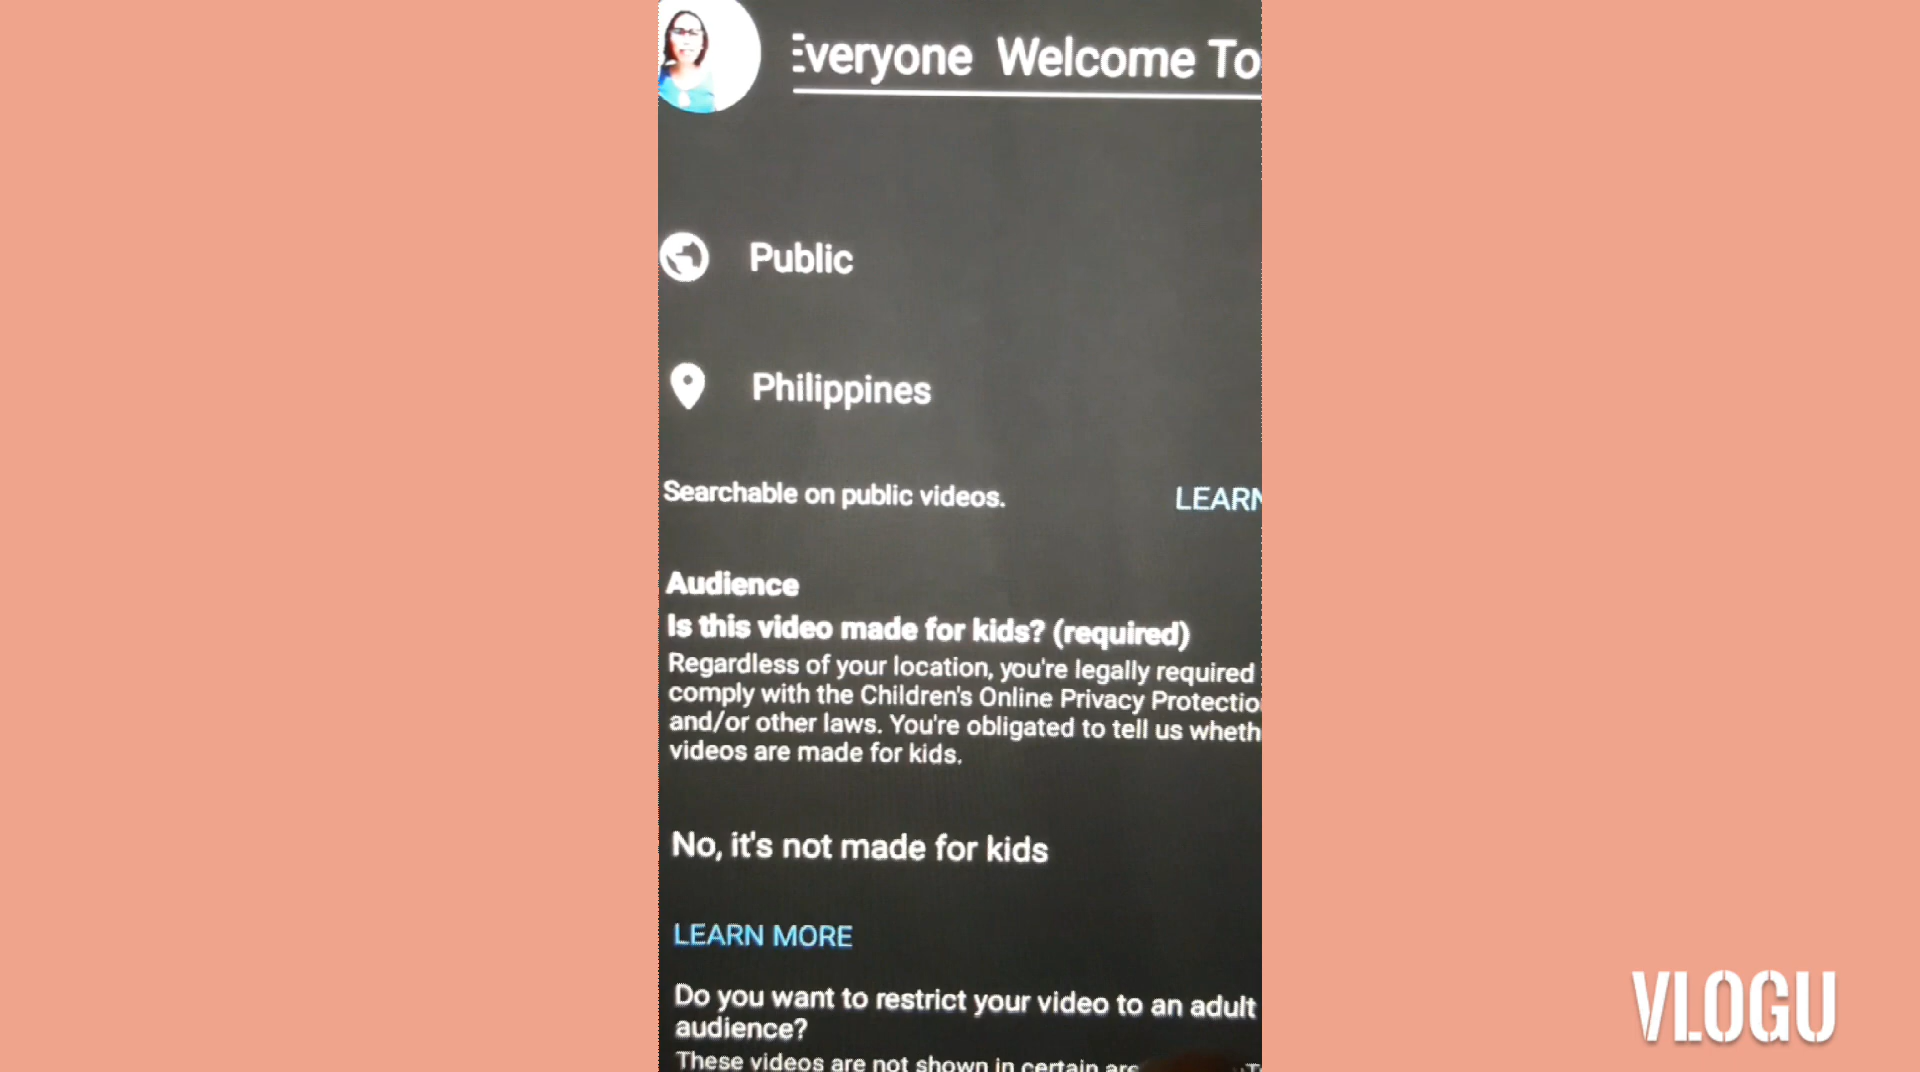 Everyone Welcome To
Public
Philippines
Searchable on public videos.
LEARN
Audience
Is this video made for kids? (required)
Regardless of your location, you're legally required
comply with the Children's Online Privacy Protectio
and/or other laws. You're obligated to tell us wheth
videos are made for kids.
No, it's not made for kids
LEARN MORE
Do you want to restrict your video to an adult
audience?
These videos are not shown in certain
VLOGU